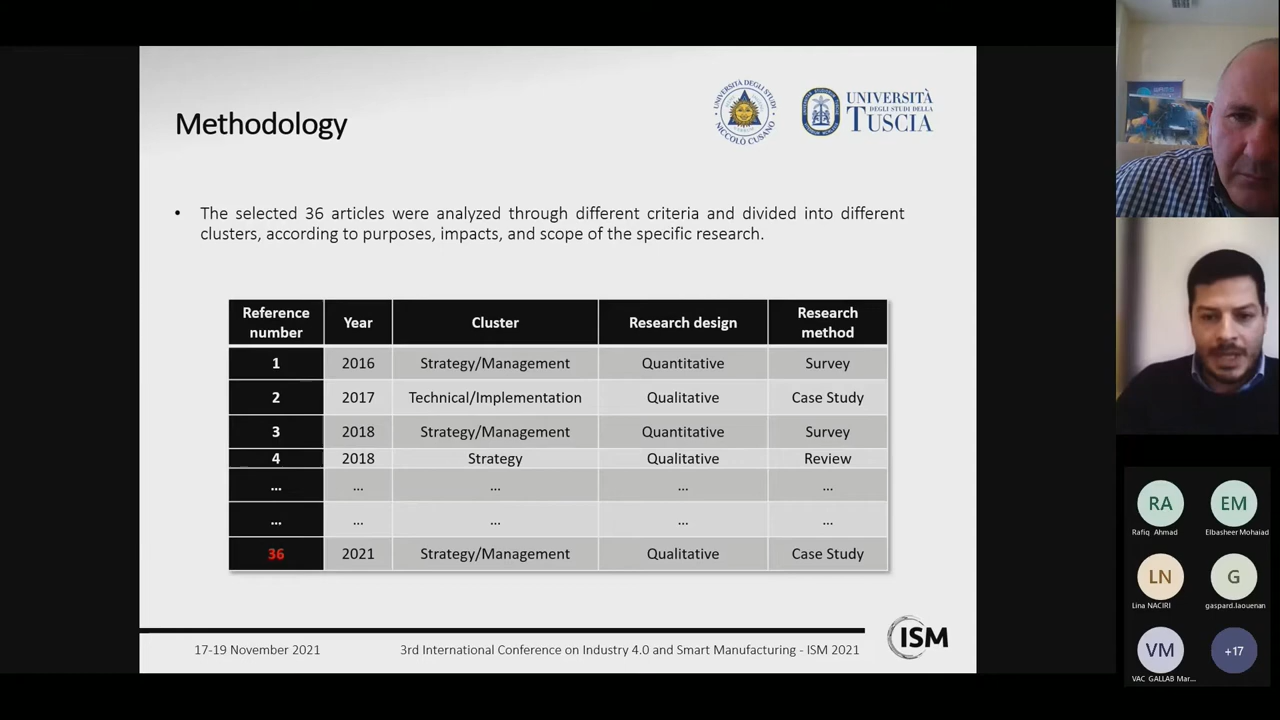 Methodology
UNIVERSITÀ DEGLI STUDI
NICCOLÒ CUSANO
UNIVERSITÀ
DEGLI STUDI DELLA
TUSCIA
• The selected 36 articles were analyzed through different criteria and divided into different
clusters, according to purposes, impacts, and scope of the specific research.
Reference number Year Cluster Research design Research method
1 2016 Strategy/Management Quantitative Survey
2 2017 Technical/Implementation Qualitative Case Study
3 2018 Strategy/Management Quantitative Survey
4 2018 Strategy Qualitative Review
... ... ... ... ...
... ... ... ... ...
36 2021 Strategy/Management Qualitative Case Study
17-19 November 2021
3rd International Conference on Industry 4.0 and Smart Manufacturing - ISM 2021
ISM
RA EM
Rafiq Ahmad Elbasheer Mohaiad
LN G
Lina NACIRI gaspard.laouenan
VM +17
VAC GALLAB Mar...